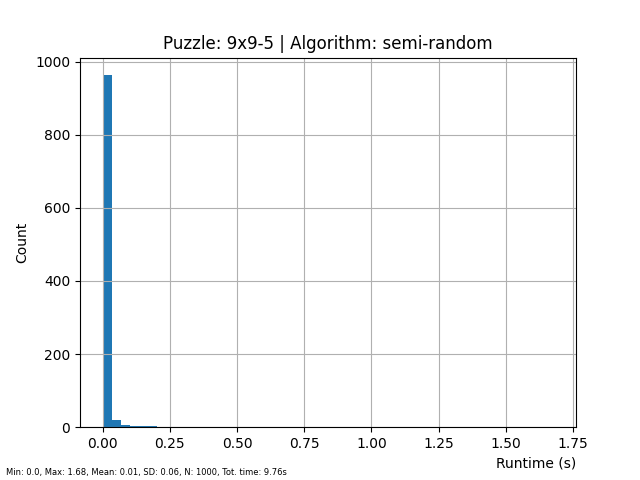 Puzzle: 9x9-5 | Algorithm: semi-random
1000
800
600
400
200
0
Count
0.00 0.25 0.50 0.75 1.00 1.25 1.50 1.75
Runtime (s)
Min: 0.0, Max: 1.68, Mean: 0.01, SD: 0.06, N: 1000, Tot. time: 9.76s